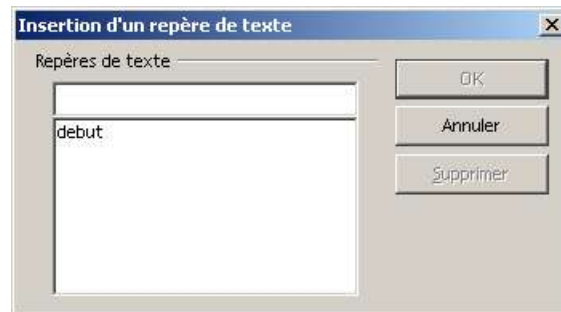 Insertion d'un repère de texte
Repères de texte
OK
debut
Annuler
Supprimer